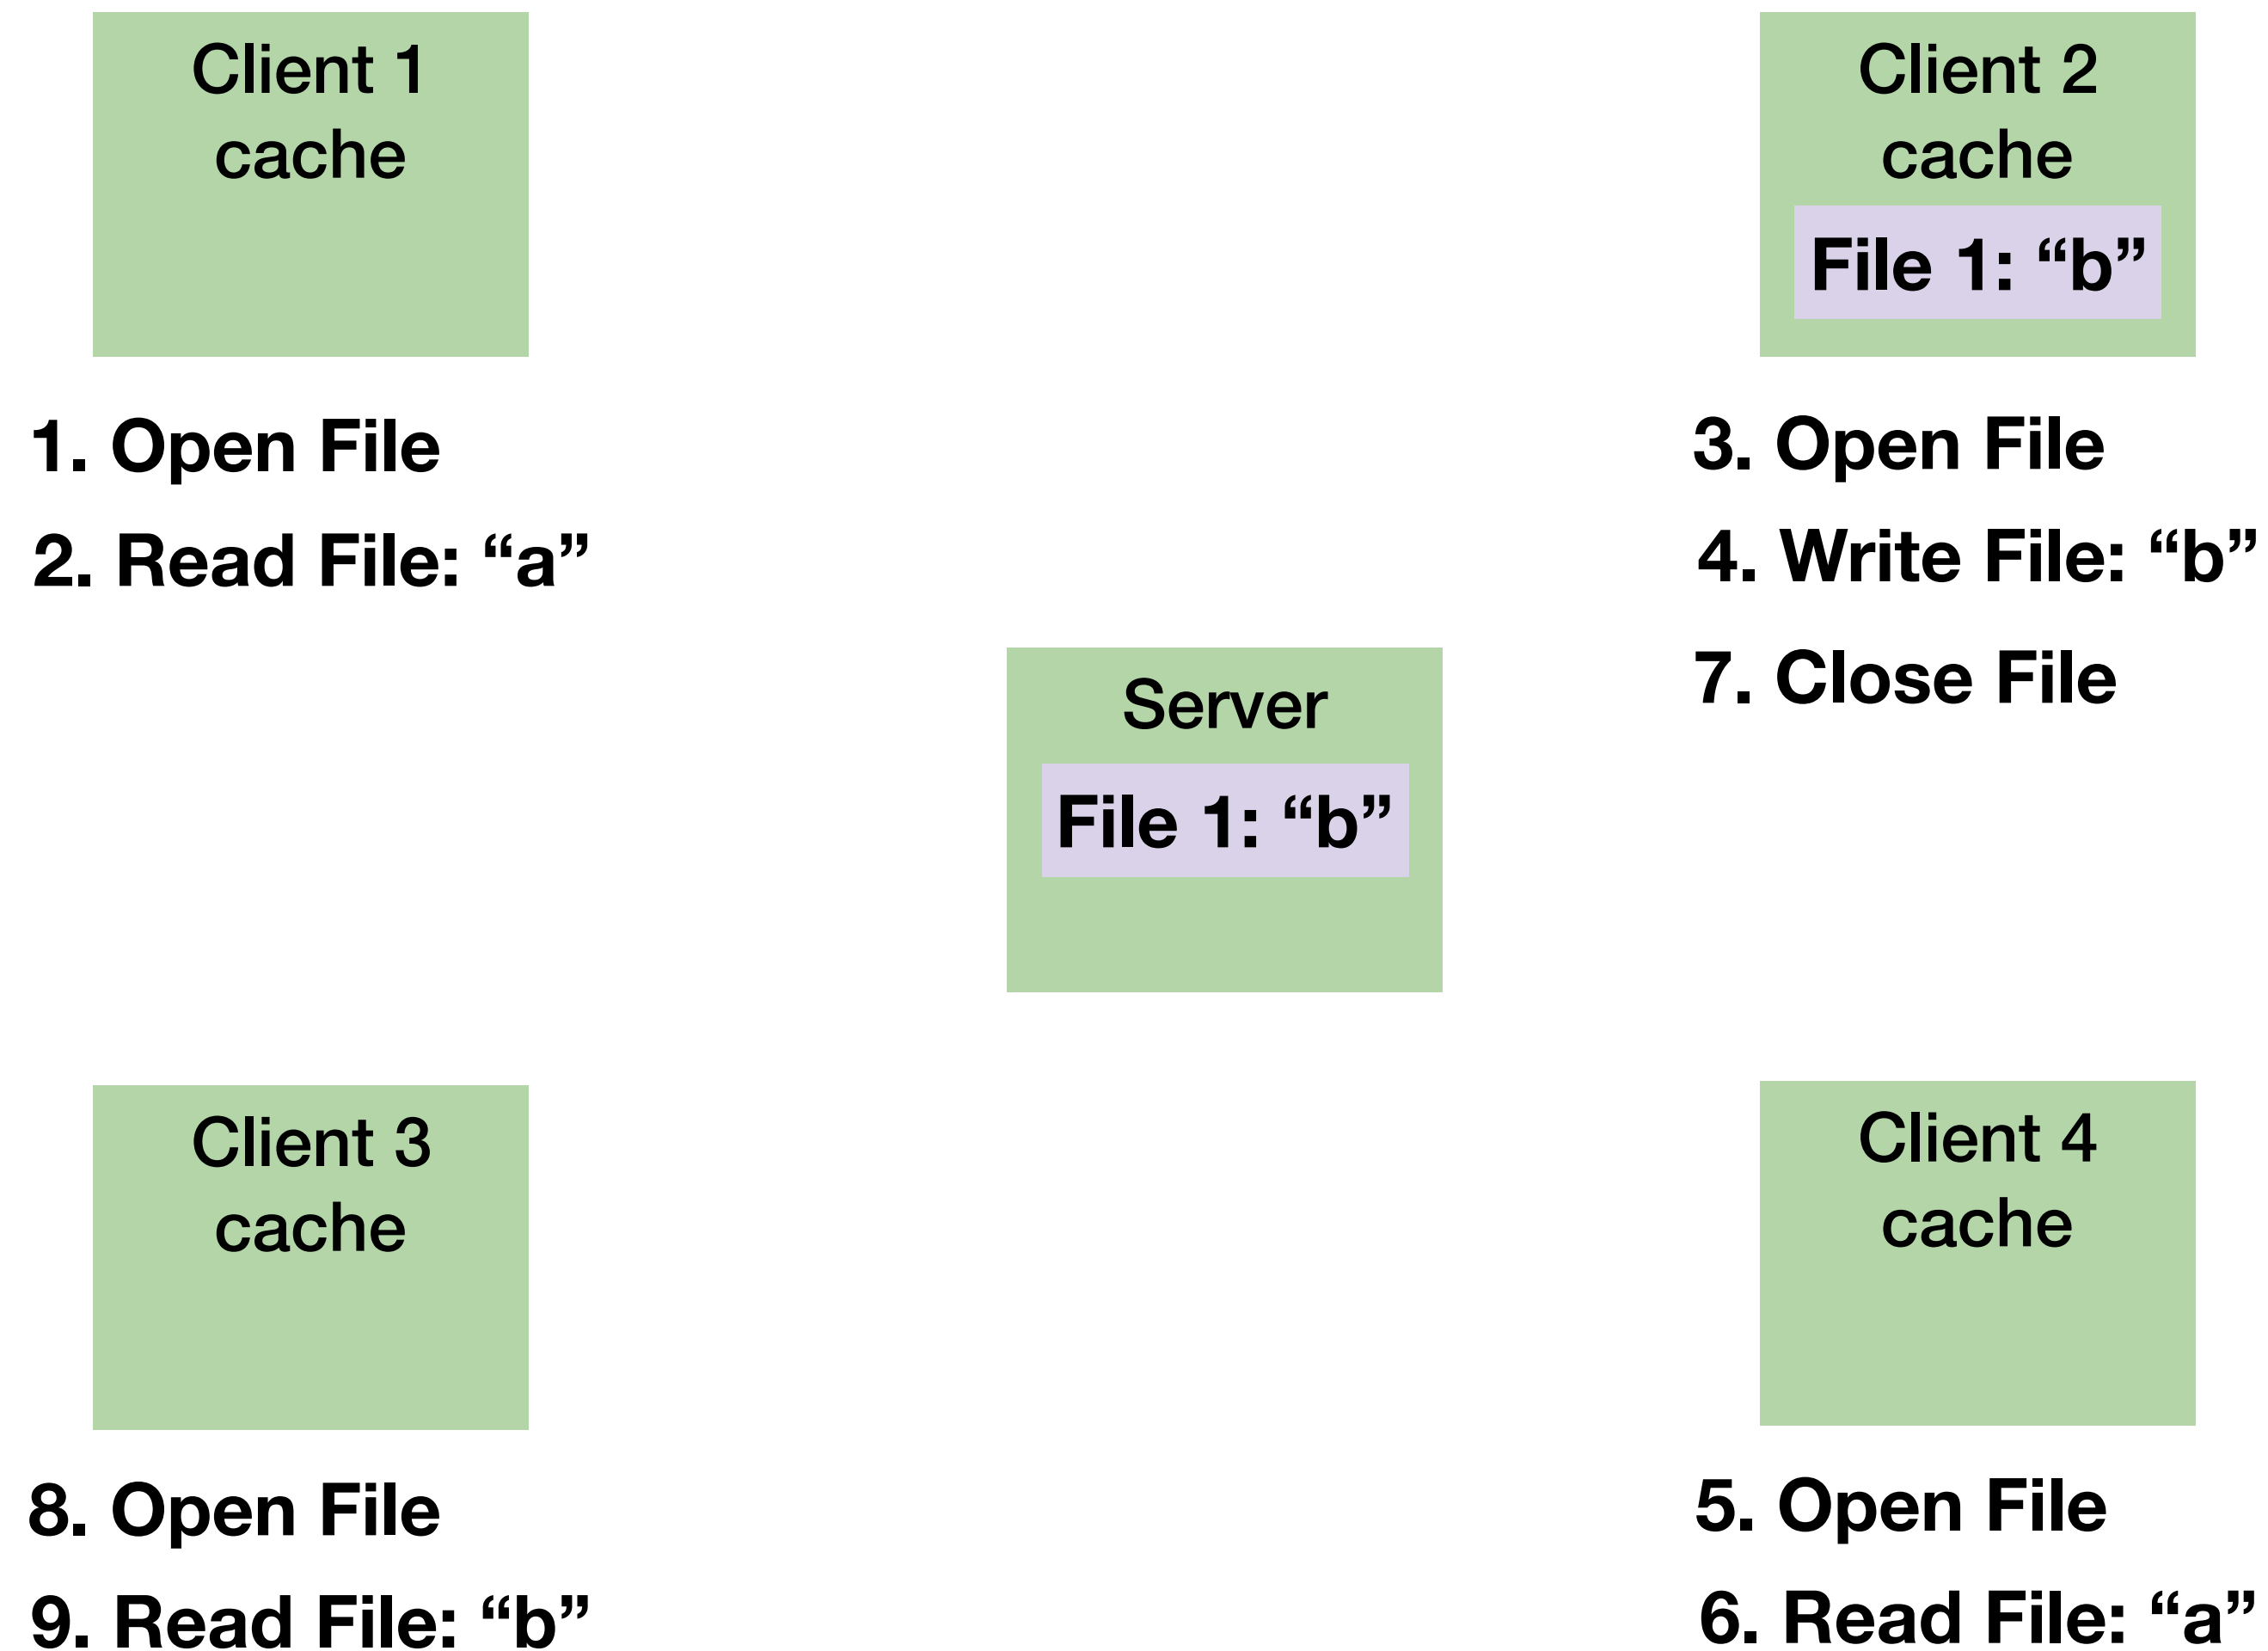 Client 1
cache
1. Open File
2. Read File: “a”
Client 2
cache
File 1: “b”
3. Open File
4. Write File: “b”
7. Close File
Server
File 1: “b”
Client 3
cache
8. Open File
9. Read File: “b”
Client 4
cache
5. Open File
6. Read File: “a”